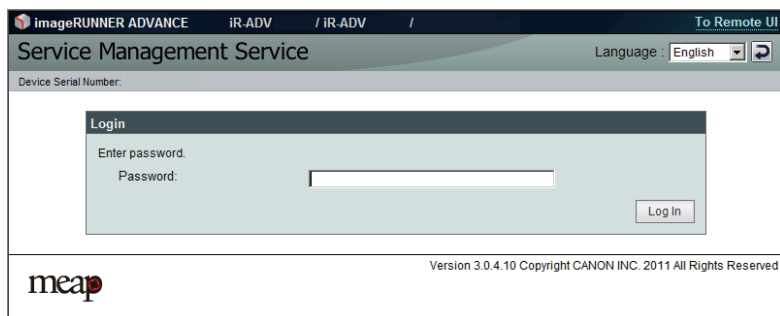 imageRUNNER ADVANCE iR-ADV / iR-ADV / To Remote UI
Service Management Service Language : English
Device Serial Number:
Login
Enter password.
Password:
Log In
Version 3.0.4.10 Copyright CANON INC. 2011 All Rights Reserved
meap